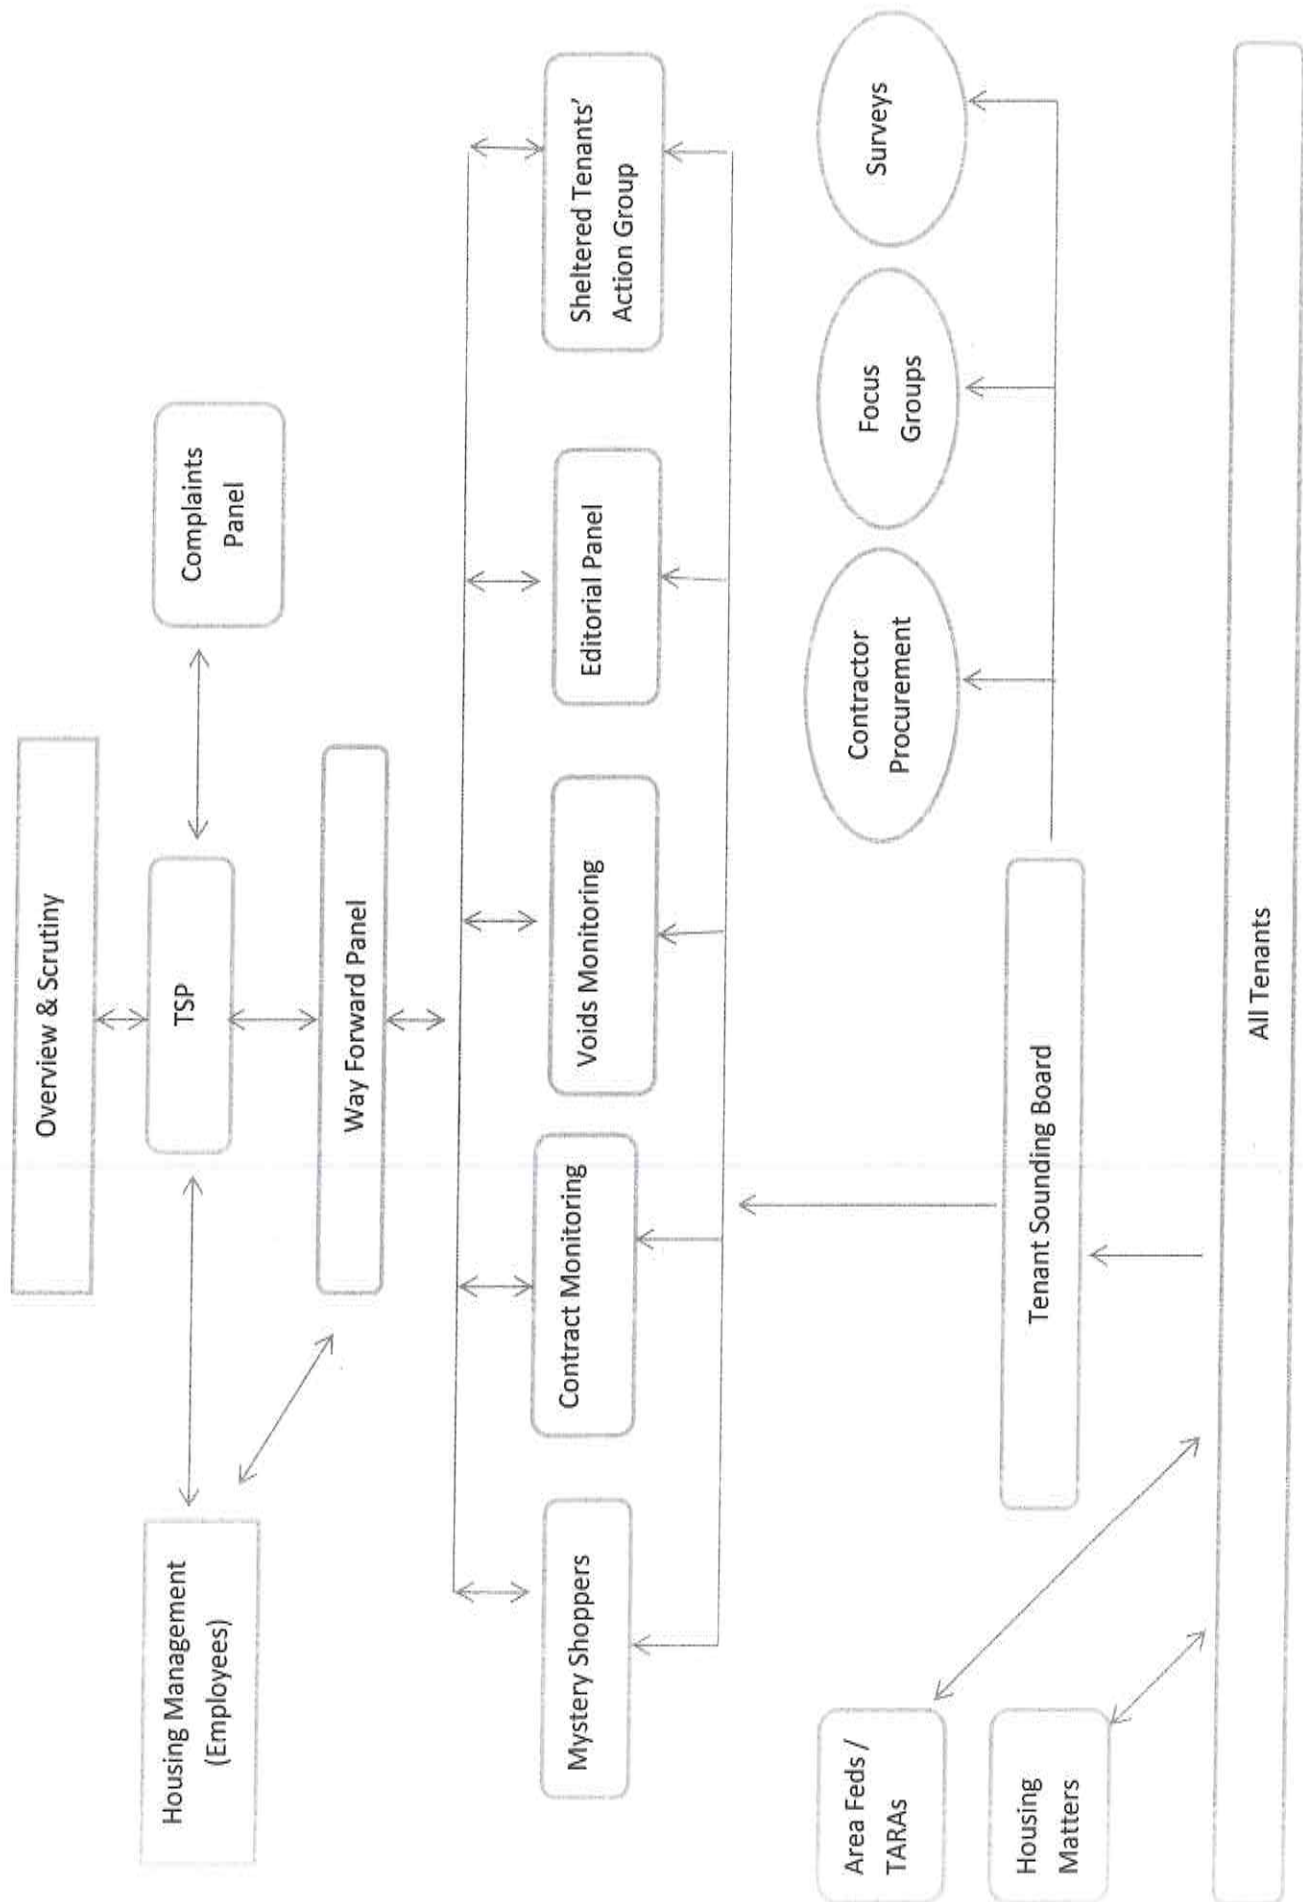 Overview & Scrutiny
Housing Management
(Employees)
TSP
Complaints
Panel
Way Forward Panel
Mystery Shoppers
Contract Monitoring
Voids Monitoring
Editorial Panel
Sheltered Tenants'
Action Group
Area Feds /
TARAs
Contractor
Procurement
Focus
Groups
Surveys
Housing
Matters
Tenant Sounding Board
All Tenants